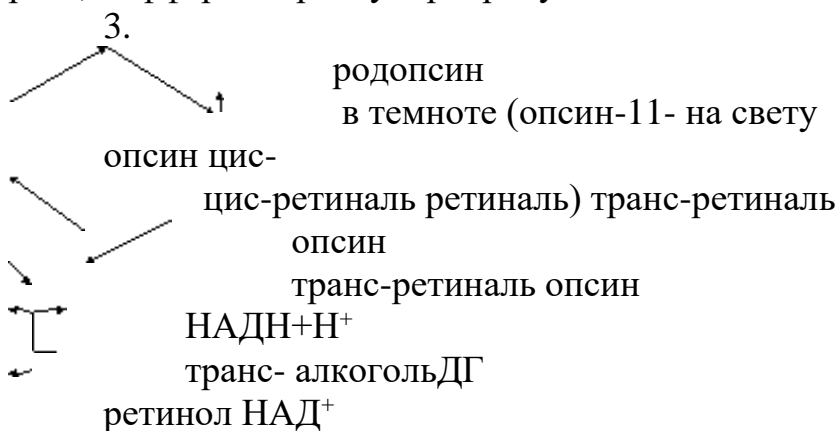 3.
родопсин
в темноте (опсин-11- на свету
опсин цис-
цис-ретиналь ретиналь) транс-ретиналь
опсин
транс-ретиналь опсин
НАДН+Н⁺
транс- алкогольДГ
ретинол НАД⁺